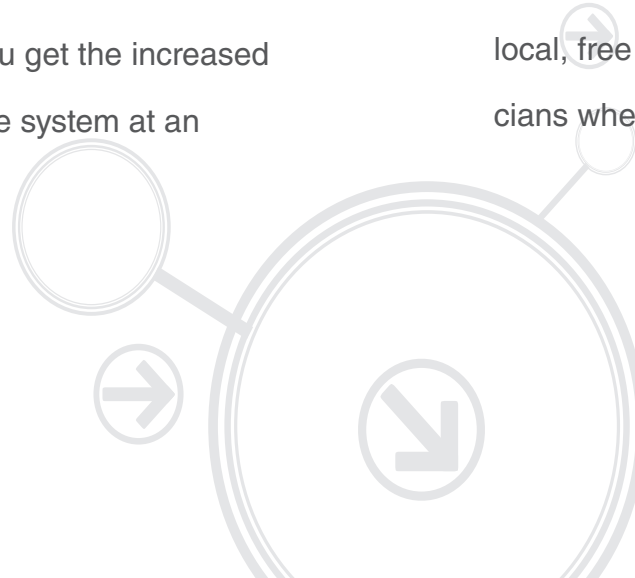 u get the increased
e system at an
local, free
cians whe